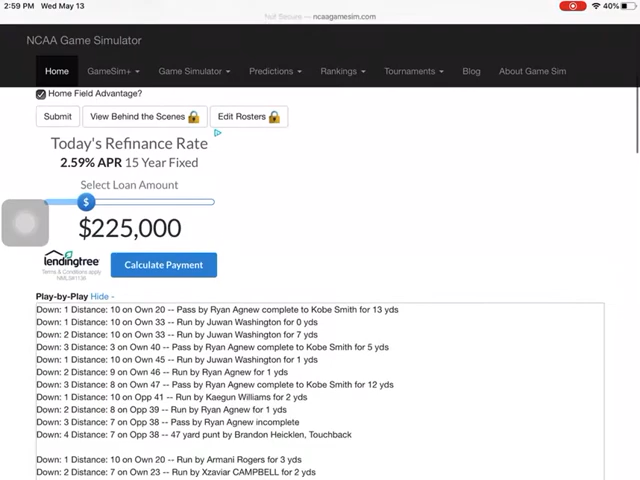 2:59 PM Wed May 13
40%
Not Secure — ncaagamesim.com
NCAA Game Simulator
Home GameSim+ Game Simulator Predictions Rankings Tournaments Blog About Game Sim
Home Field Advantage?
Submit View Behind the Scenes Edit Rosters
Today's Refinance Rate
2.59% APR 15 Year Fixed
Select Loan Amount
$
$225,000
lendingtree
Terms & Conditions apply
NMLS#1136
Calculate Payment
Play-by-Play Hide -
Down: 1 Distance: 10 on Own 20 -- Pass by Ryan Agnew complete to Kobe Smith for 13 yds
Down: 1 Distance: 10 on Own 33 -- Run by Juwan Washington for 0 yds
Down: 2 Distance: 10 on Own 33 -- Run by Juwan Washington for 7 yds
Down: 3 Distance: 3 on Own 40 -- Pass by Ryan Agnew complete to Kobe Smith for 5 yds
Down: 1 Distance: 10 on Own 45 -- Run by Juwan Washington for 1 yds
Down: 2 Distance: 9 on Own 46 -- Run by Ryan Agnew for 1 yds
Down: 3 Distance: 8 on Own 47 -- Pass by Ryan Agnew complete to Kobe Smith for 12 yds
Down: 1 Distance: 10 on Opp 41 -- Run by Kaegun Williams for 2 yds
Down: 2 Distance: 8 on Opp 39 -- Run by Ryan Agnew for 1 yds
Down: 3 Distance: 7 on Opp 38 -- Pass by Ryan Agnew incomplete
Down: 4 Distance: 7 on Opp 38 -- 47 yard punt by Brandon Heicklen, Touchback
Down: 1 Distance: 10 on Own 20 -- Run by Armani Rogers for 3 yds
Down: 2 Distance: 7 on Own 23 -- Run by Xzaviar CAMPBELL for 2 yds